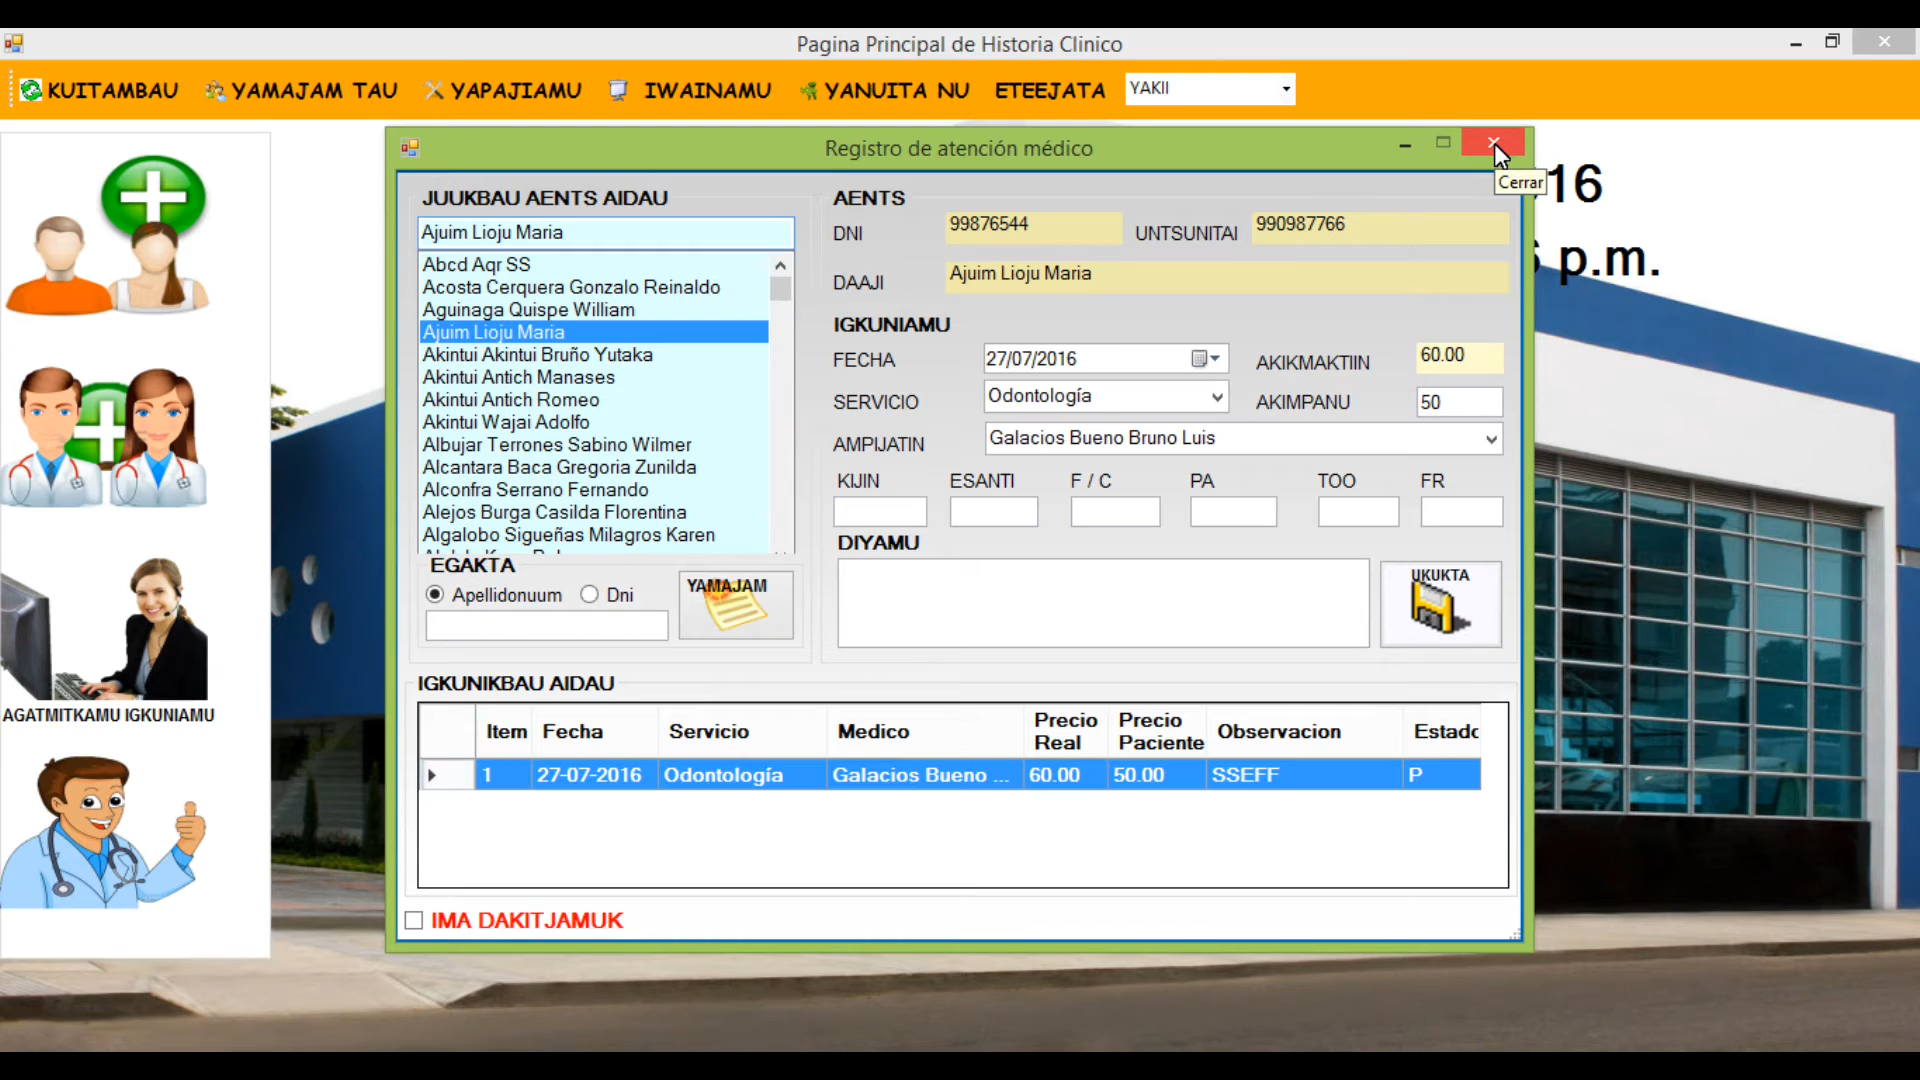 Pagina Principal de Historia Clinico
KUITAMBAU YAMAJAM TAU YAPAJIAMU IWAINAMU YANUITA NU ETEEJATA YAKII
Registro de atención médico
Cerrar
16
p.m.
JUUKBAU AENTS AIDAU
Ajuim Lioju Maria
Abcd Aqr SS
Acosta Cerquera Gonzalo Reinaldo
Aguinaga Quispe William
Ajuim Lioju Maria
Akintui Akintui Bruño Yutaka
Akintui Antich Manases
Akintui Antich Romeo
Akintui Wajai Adolfo
Albujar Terrones Sabino Wilmer
Alcantara Baca Gregoria Zunilda
Alconfra Serrano Fernando
Alejos Burga Casilda Florentina
Algalobo Sigueñas Milagros Karen
EGAKTA
Apellidonuum Dni
YAMAJAM
AENTS
DNI 99876544 UNTSUNITAI 990987766
DAAJI Ajuim Lioju Maria
IGKUNIAMU
FECHA 27/07/2016 AKIKMAKTIIN 60.00
SERVICIO Odontología AKIMPANU 50
AMPIJATIN Galacios Bueno Bruno Luis
KIJIN ESANTI F / C PA TOO FR
DIYAMU
UKUKTA
AGATMITKAMU IGKUNIAMU
IGKUNIKBAU AIDAU
Item Fecha Servicio Medico Precio Real Precio Paciente Observacion Estado
1 27-07-2016 Odontología Galacios Bueno ... 60.00 50.00 SSEFF P
IMA DAKITJAMUK